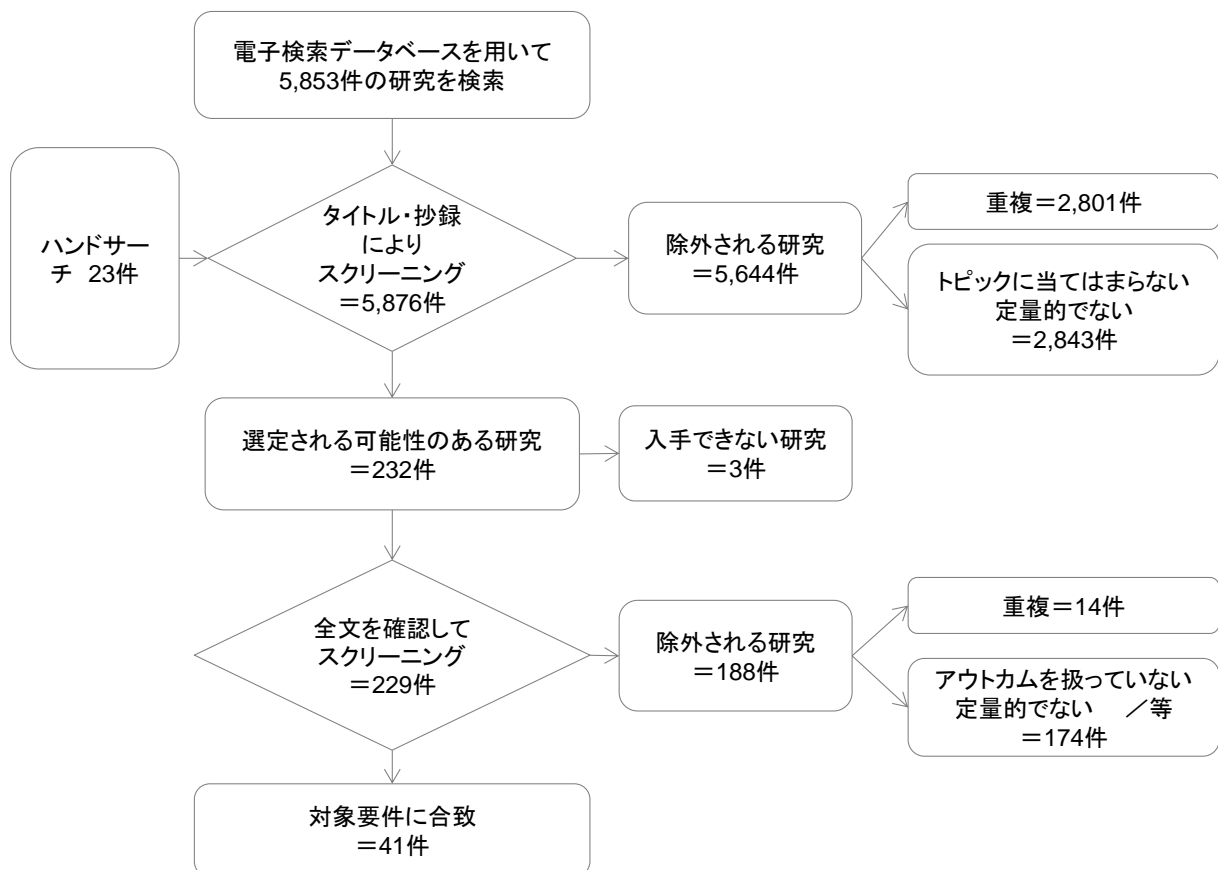 電子検索データベースを用いて
5,853件の研究を検索
ハンドサー
チ 23件
タイトル・抄録
により
スクリーニング
＝5,876件
除外される研究
＝5,644件
重複＝2,801件
トピックに当てはまらない
定量的でない
＝2,843件
選定される可能性のある研究
＝232件
入手できない研究
＝3件
全文を確認して
スクリーニング
＝229件
除外される研究
＝188件
重複＝14件
アウトカムを扱っていない
定量的でない　／等
＝174件
対象要件に合致
＝41件